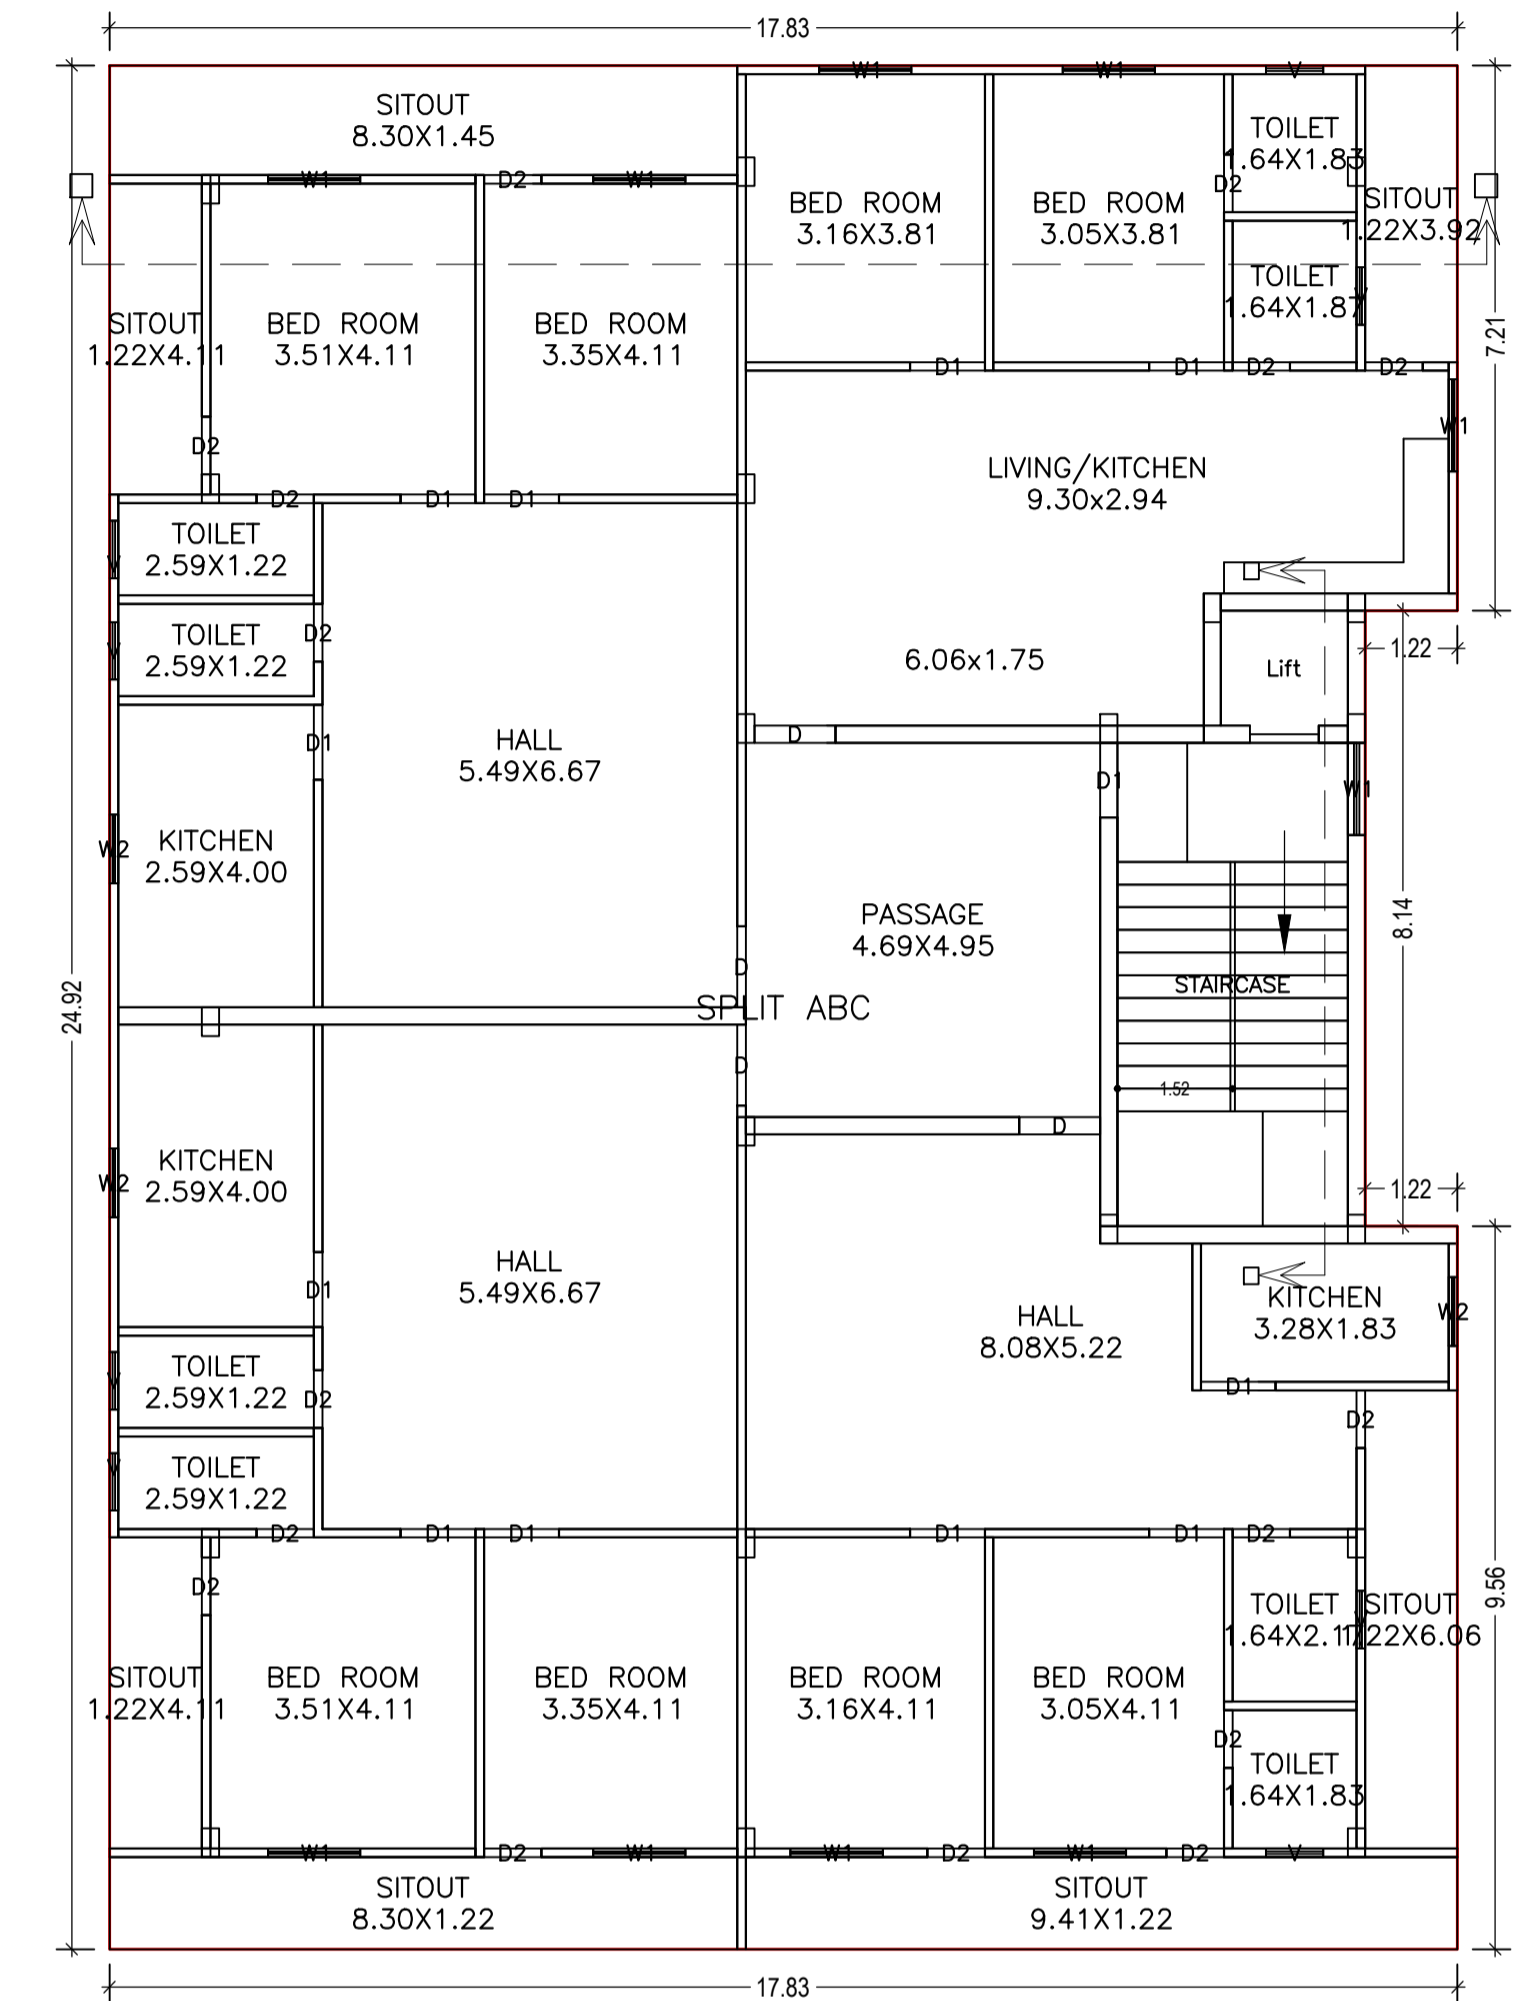 17.83
W1
W1
V
SITOUT
8.30X1.45
TOILET
1.64X1.83
W1
D2
W1
D2
BED ROOM
3.16X3.81
BED ROOM
3.05X3.81
SITOUT
1.22X3.92
TOILET
1.64X1.87
V
SITOUT
1.22X4.11
BED ROOM
3.51X4.11
BED ROOM
3.35X4.11
7.21
D1
D1
D2
D2
D2
W1
LIVING/KITCHEN
9.30x2.94
D2
D1
D1
TOILET
2.59X1.22
V
TOILET
2.59X1.22
V
D2
6.06x1.75
Lift
1.22
D
D1
HALL
5.49X6.67
D1
W1
KITCHEN
2.59X4.00
W2
PASSAGE
4.69X4.95
8.14
D
STAIRCASE
SPLIT ABC
24.92
D
1.52
D
KITCHEN
2.59X4.00
W2
1.22
HALL
5.49X6.67
D1
HALL
8.08X5.22
KITCHEN
3.28X1.83
W2
TOILET
2.59X1.22
V
D2
D1
D2
TOILET
2.59X1.22
V
D2
D1
D1
D1
D1
D2
D2
9.56
TOILET
1.64X2.11
V
SITOUT
1.22X6.06
SITOUT
1.22X4.11
BED ROOM
3.51X4.11
BED ROOM
3.35X4.11
BED ROOM
3.16X4.11
BED ROOM
3.05X4.11
D2
TOILET
1.64X1.83
W1
D2
W1
W1
D2
W1
D2
V
SITOUT
8.30X1.22
SITOUT
9.41X1.22
17.83